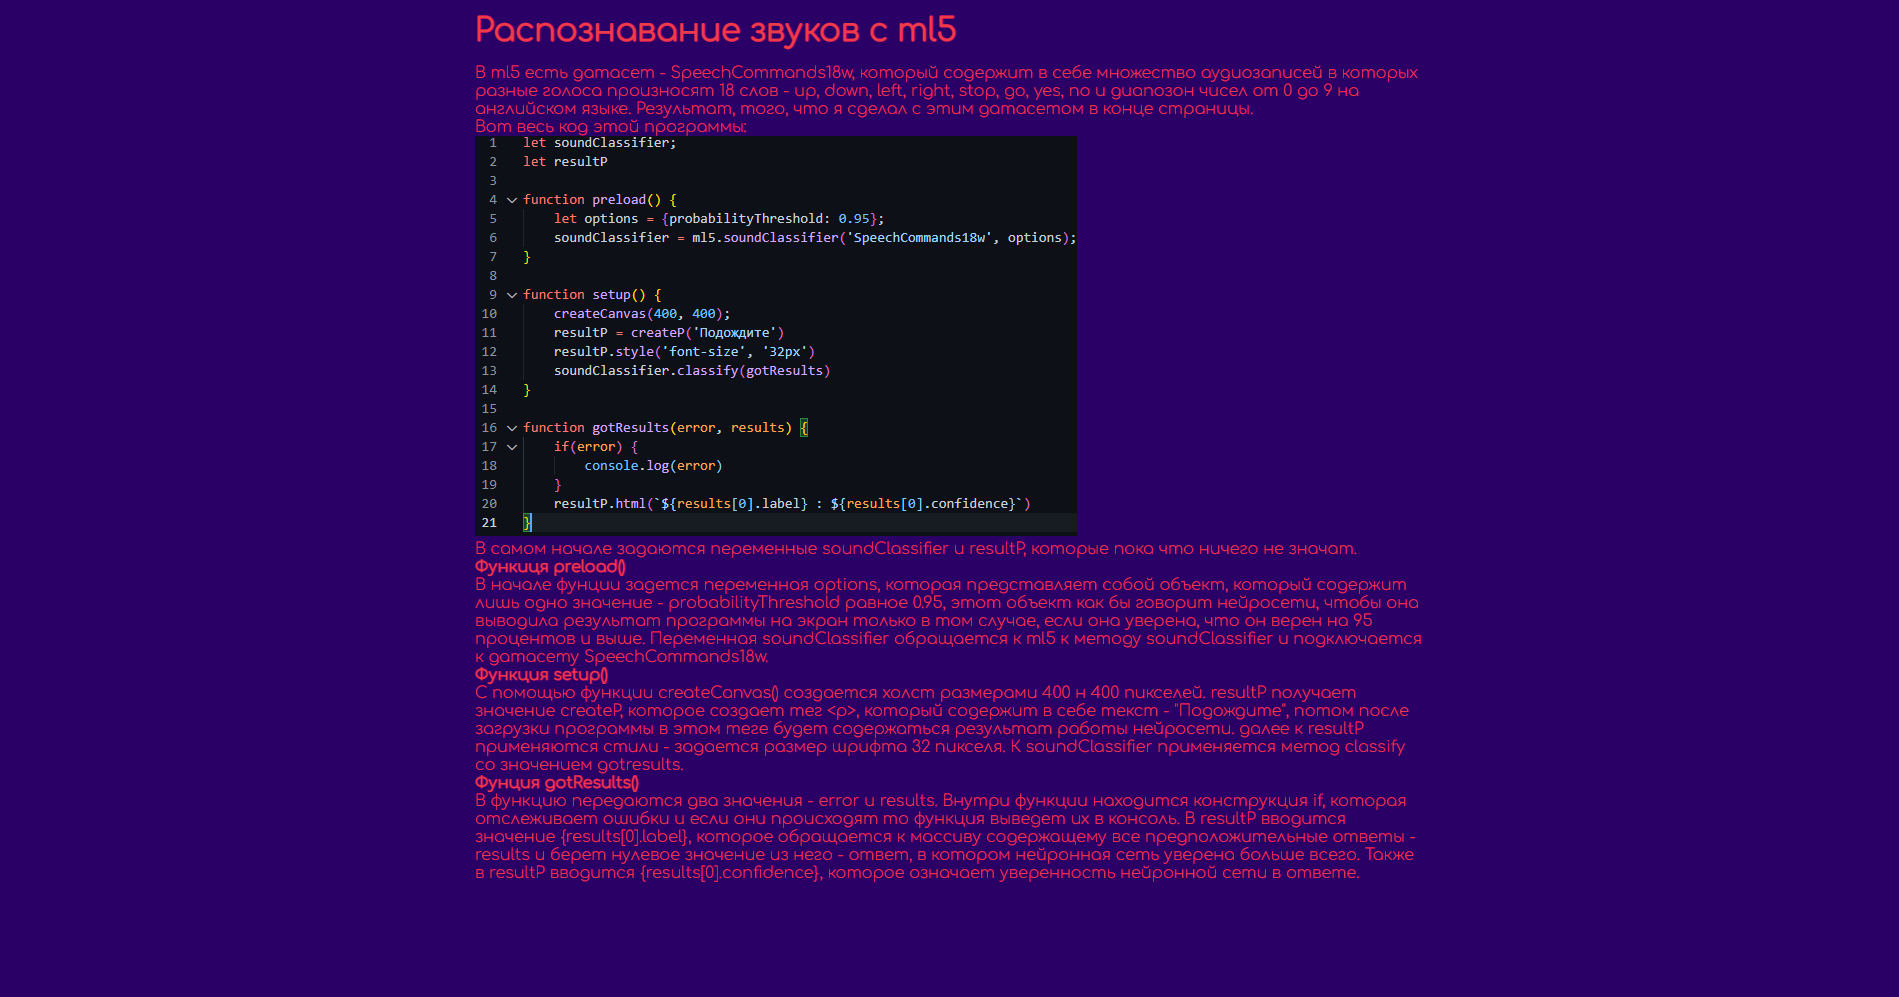 Распознавание звуков с ml5
В ml5 есть датасет - SpeechCommands18w, который содержит в себе множество аудиозаписей в которых
разные голоса произносят 18 слов - up, down, left, right, stop, go, yes, no и диапозон чисел от 0 до 9 на
английском языке. Результат, того, что я сделал с этим датасетом в конце страницы.
Вот весь код этой программы:
1 let soundClassifier;
2 let resultP
3
4 function preload() {
5 let options = {probabilityThreshold: 0.95};
6 soundClassifier = ml5.soundClassifier('SpeechCommands18w', options);
7 }
8
9 function setup() {
10 createCanvas(400, 400);
11 resultP = createP('Подождите')
12 resultP.style('font-size', '32px')
13 soundClassifier.classify(gotResults)
14 }
15
16 function gotResults(error, results) {
17 if(error) {
18 console.log(error)
19 }
20 resultP.html(`${results[0].label} : ${results[0].confidence}`)
21 }
В самом начале задаются переменные soundClassifier и resultP, которые пока что ничего не значат.
Функиця preload()
В начале фунции задется переменная options, которая представляет собой объект, который содержит
лишь одно значение - probabilityThreshold равное 0.95, этот объект как бы говорит нейросети, чтобы она
выводила результат программы на экран только в том случае, если она уверена, что он верен на 95
процентов и выше. Переменная soundClassifier обращается к ml5 к методу soundClassifier и подключается
к датасету SpeechCommands18w.
Функция setup()
С помощью функции createCanvas() создается холст размерами 400 н 400 пикселей. resultP получает
значение createP, которое создает тег <p>, который содержит в себе текст - "Подождите", потом после
загрузки программы в этом теге будет содержаться результат работы нейросети. далее к resultP
применяются стили - задается размер шрифта 32 пикселя. К soundClassifier применяется метод classify
со значением gotresults.
Фунция gotResults()
В функцию передаются два значения - error и results. Внутри функции находится конструкция if, которая
отслеживает ошибки и если они происходят то функция выведет их в консоль. В resultP вводится
значение {results[0].label}, которое обращается к массиву содержащему все предположительные ответы -
results и берет нулевое значение из него - ответ, в котором нейронная сеть уверена больше всего. Также
в resultP вводится {results[0].confidence}, которое означает уверенность нейронной сети в ответе.